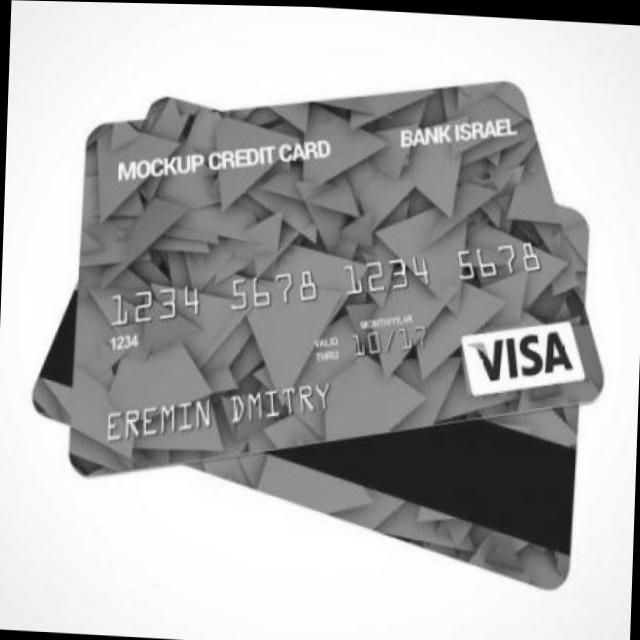 MOCKUP CREDIT CARD
BANK ISRAEL
1234 5678 1234 5678
1234
MONTH/YEAR
VALID THRU
10/17
EREMIN DMITRY
VISA